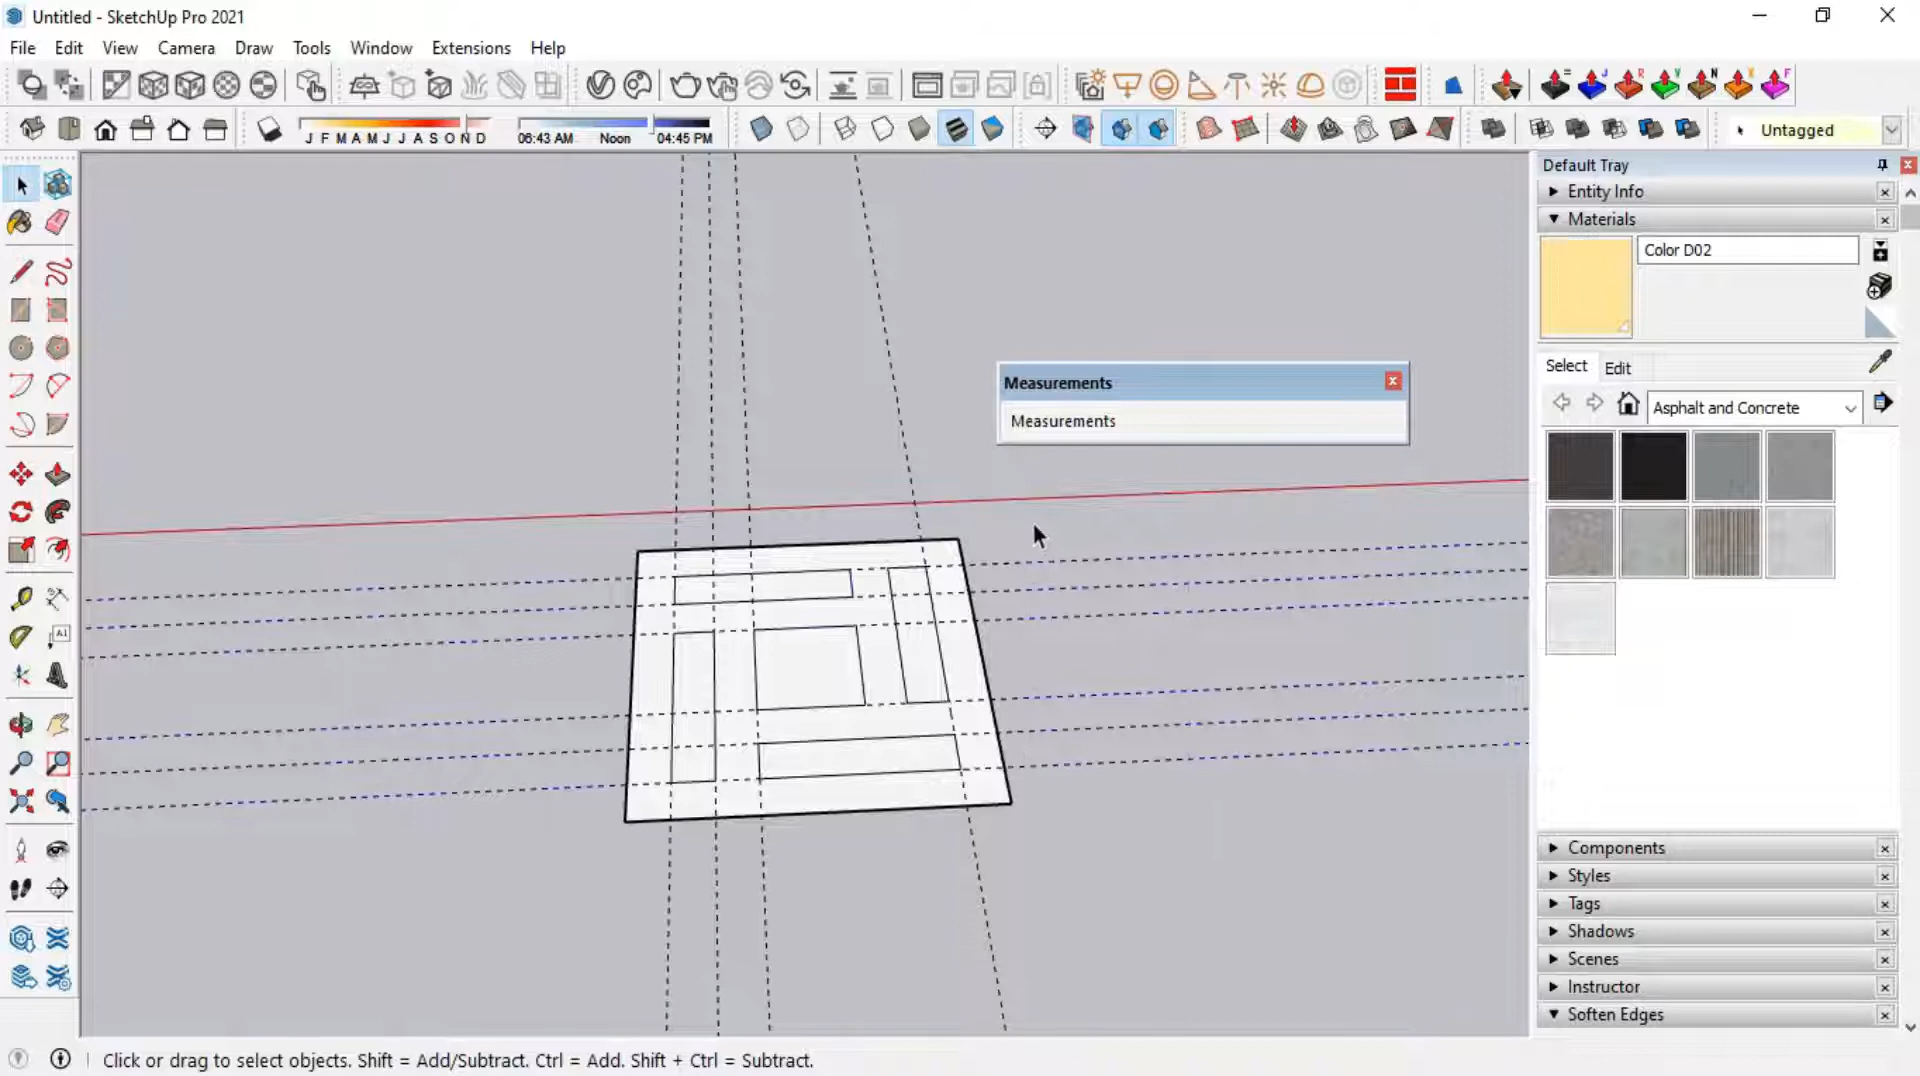 Untitled - SketchUp Pro 2021
File Edit View Camera Draw Tools Window Extensions Help
= J R V N X F
J F M A M J J A S O N D 06:43 AM Noon 04:45 PM Untagged
Default Tray
Entity Info
Materials
Color D02
Select Edit
Asphalt and Concrete
Measurements
Measurements
A1
Components
Styles
Tags
Shadows
Scenes
Instructor
Soften Edges
Click or drag to select objects. Shift = Add/Subtract. Ctrl = Add. Shift + Ctrl = Subtract.